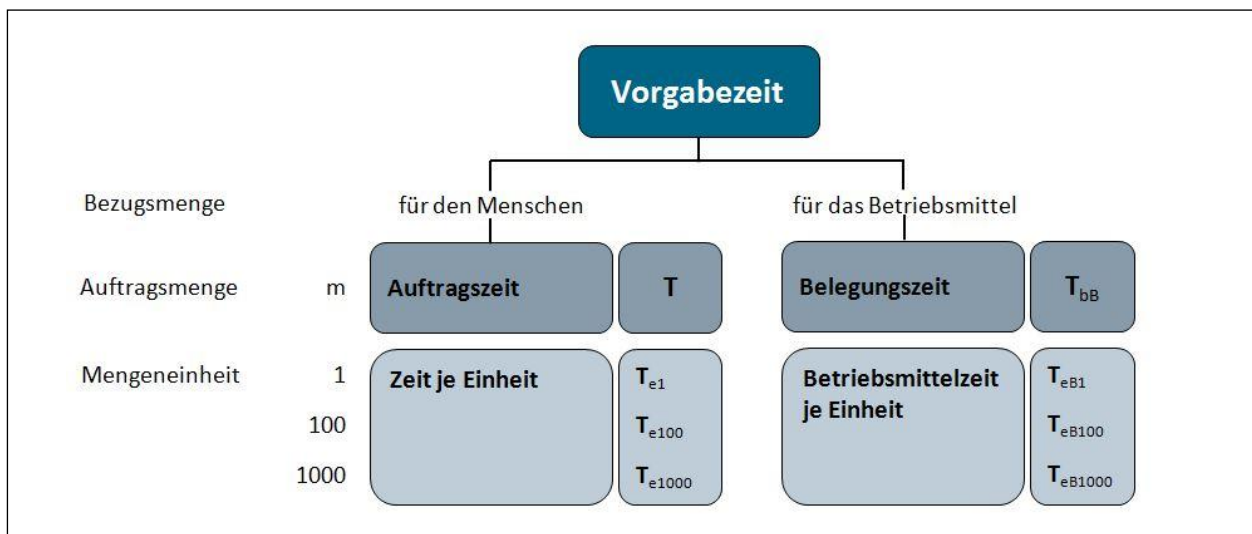 Vorgabezeit
Bezugsmenge für den Menschen für das Betriebsmittel
Auftragsmenge m Auftragszeit T Belegungszeit TbB
Mengeneinheit 1 Zeit je Einheit Te1 Betriebsmittelzeit TeB1
je Einheit
100 Te100 TeB100
1000 Te1000 TeB1000